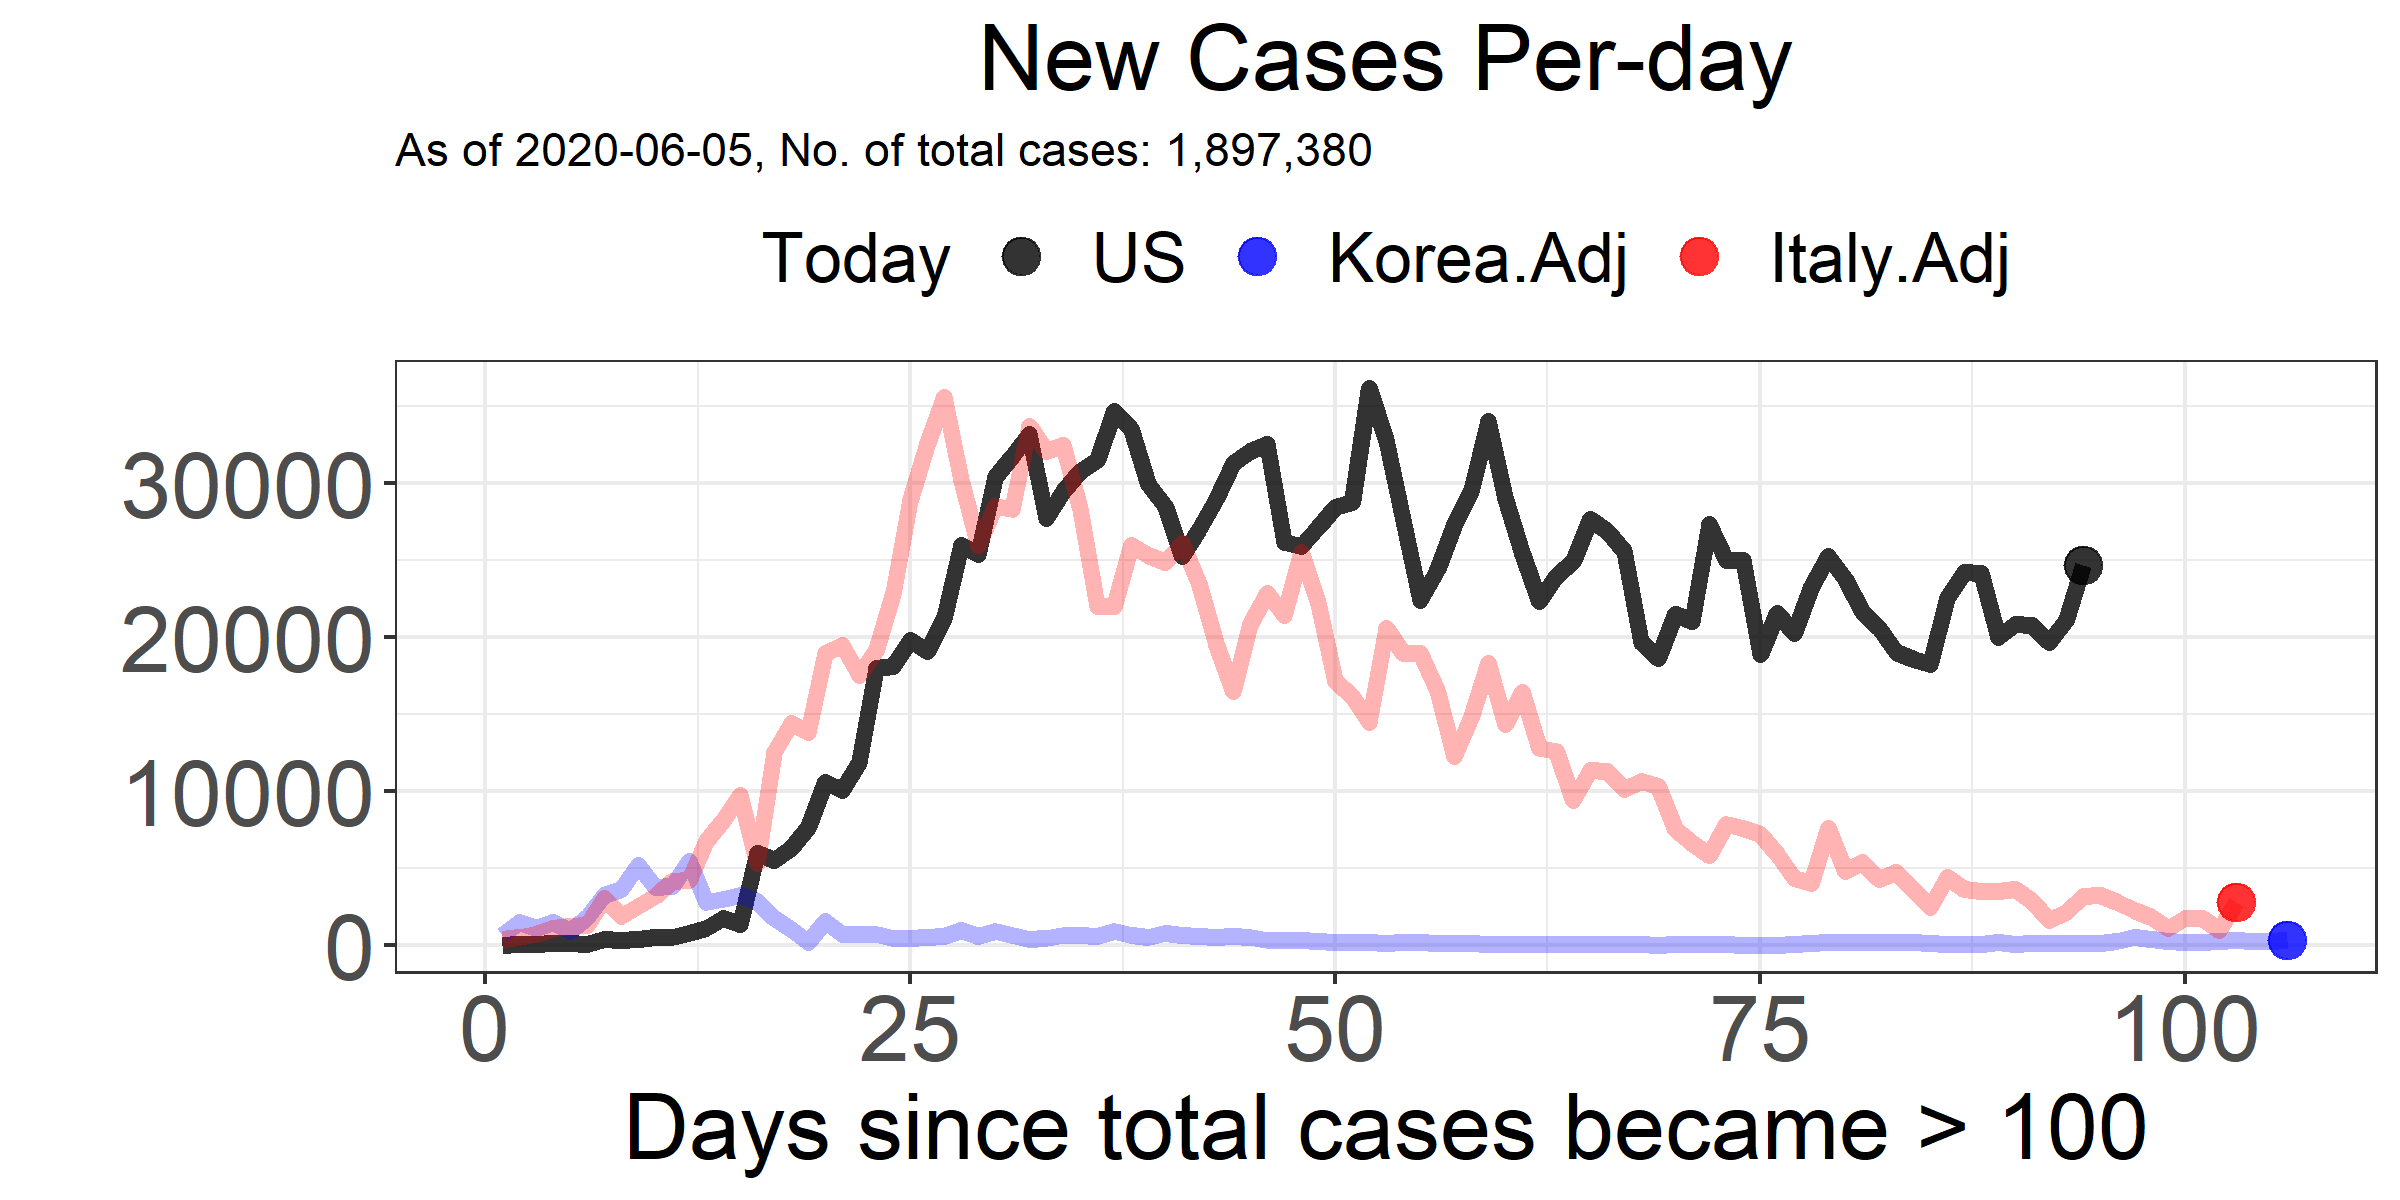 New Cases Per-day
As of 2020-06-05, No. of total cases: 1,897,380
Today US Korea.Adj Italy.Adj
30000
20000
10000
0
0 25 50 75 100
Days since total cases became > 100